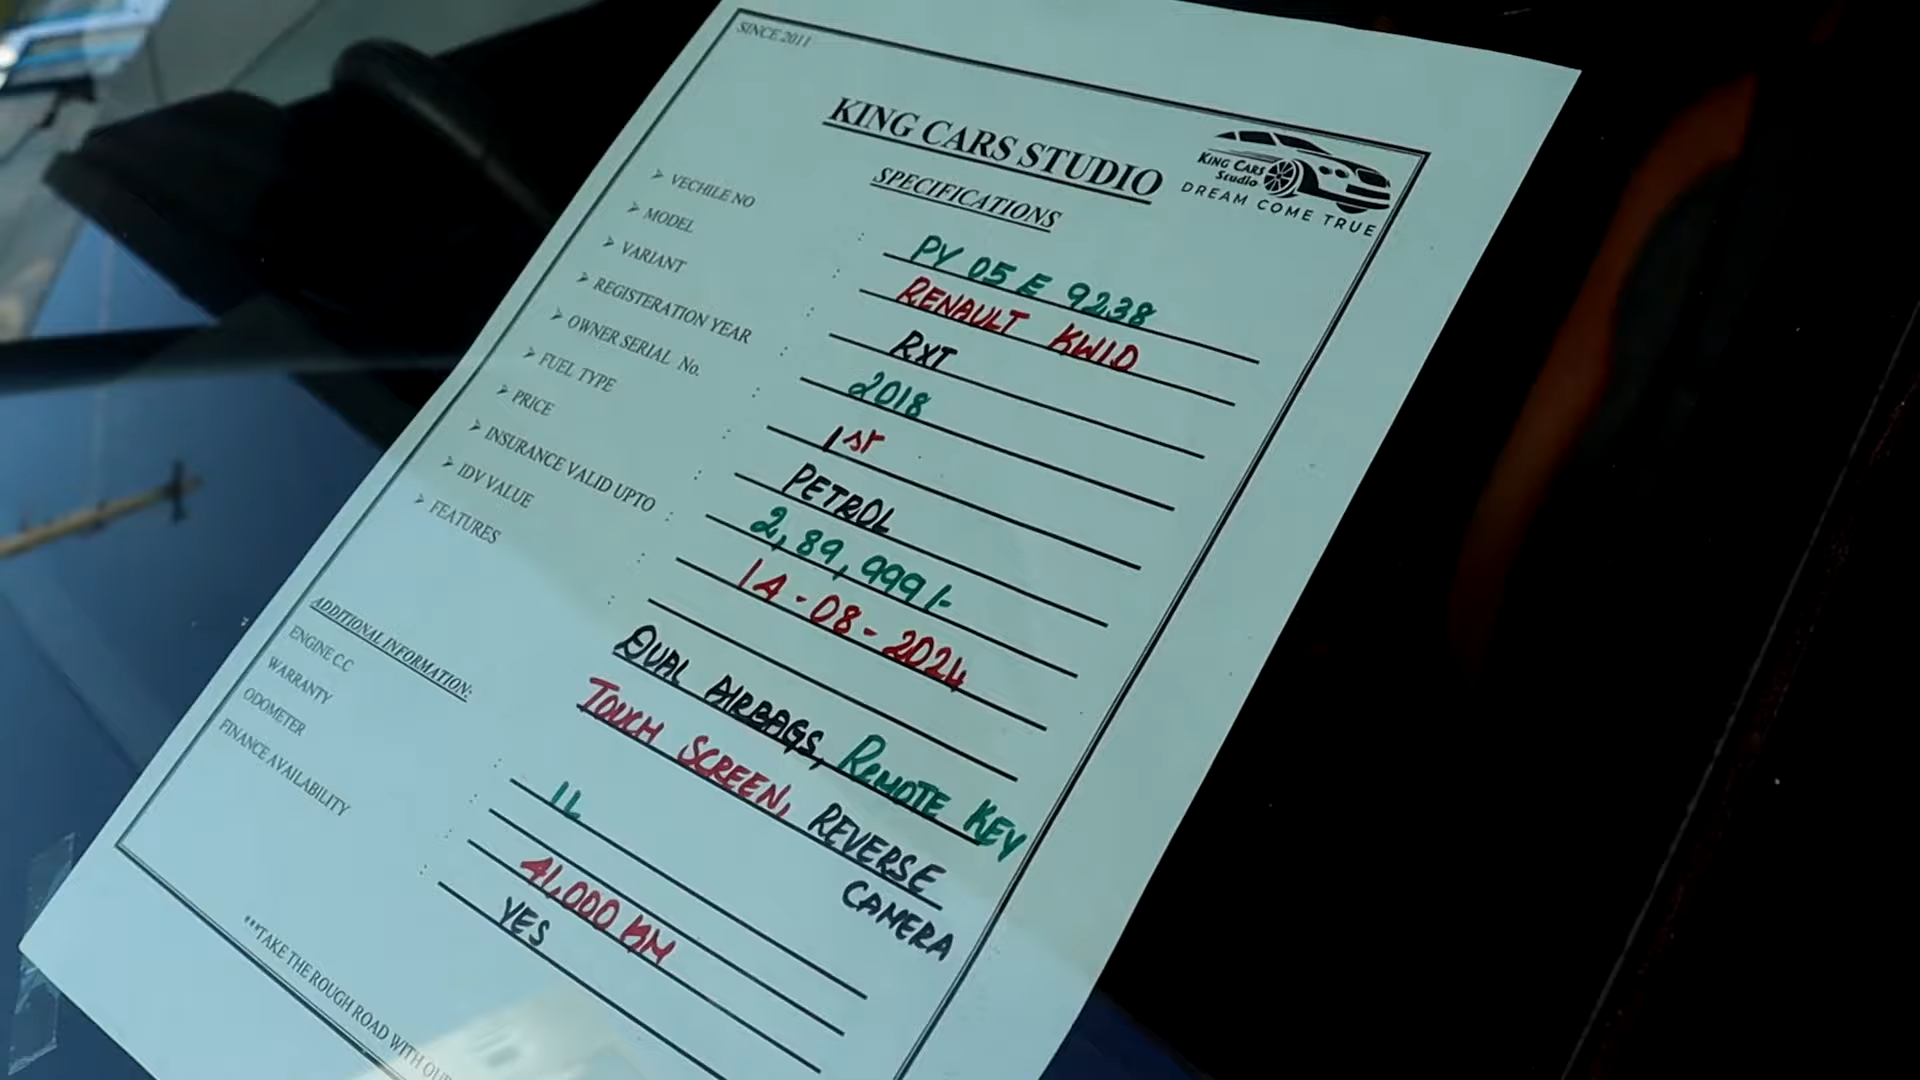 SINCE 2011
KING CARS STUDIO
KING CARS
Studio
DREAM COME TRUE
SPECIFICATIONS
➢ VECHILE NO : PY 05 E 9238
➢ MODEL : RENAULT KWID
➢ VARIANT : RXT
➢ REGISTERATION YEAR : 2018
➢ OWNER SERIAL No. : 1ST
➢ FUEL TYPE : PETROL
➢ PRICE : 2,89,999/-
➢ INSURANCE VALID UPTO : 14-08-2024
➢ IDV VALUE :
➢ FEATURES : DUAL AIRBAGS, REMOTE KEY
TOUCH SCREEN, REVERSE
CAMERA
ADDITIONAL INFORMATION:
ENGINE C.C : 1L
WARRANTY
ODOMETER : 41,000 KM
FINANCE AVAILABILITY : YES
***TAKE THE ROUGH ROAD WITH OUR